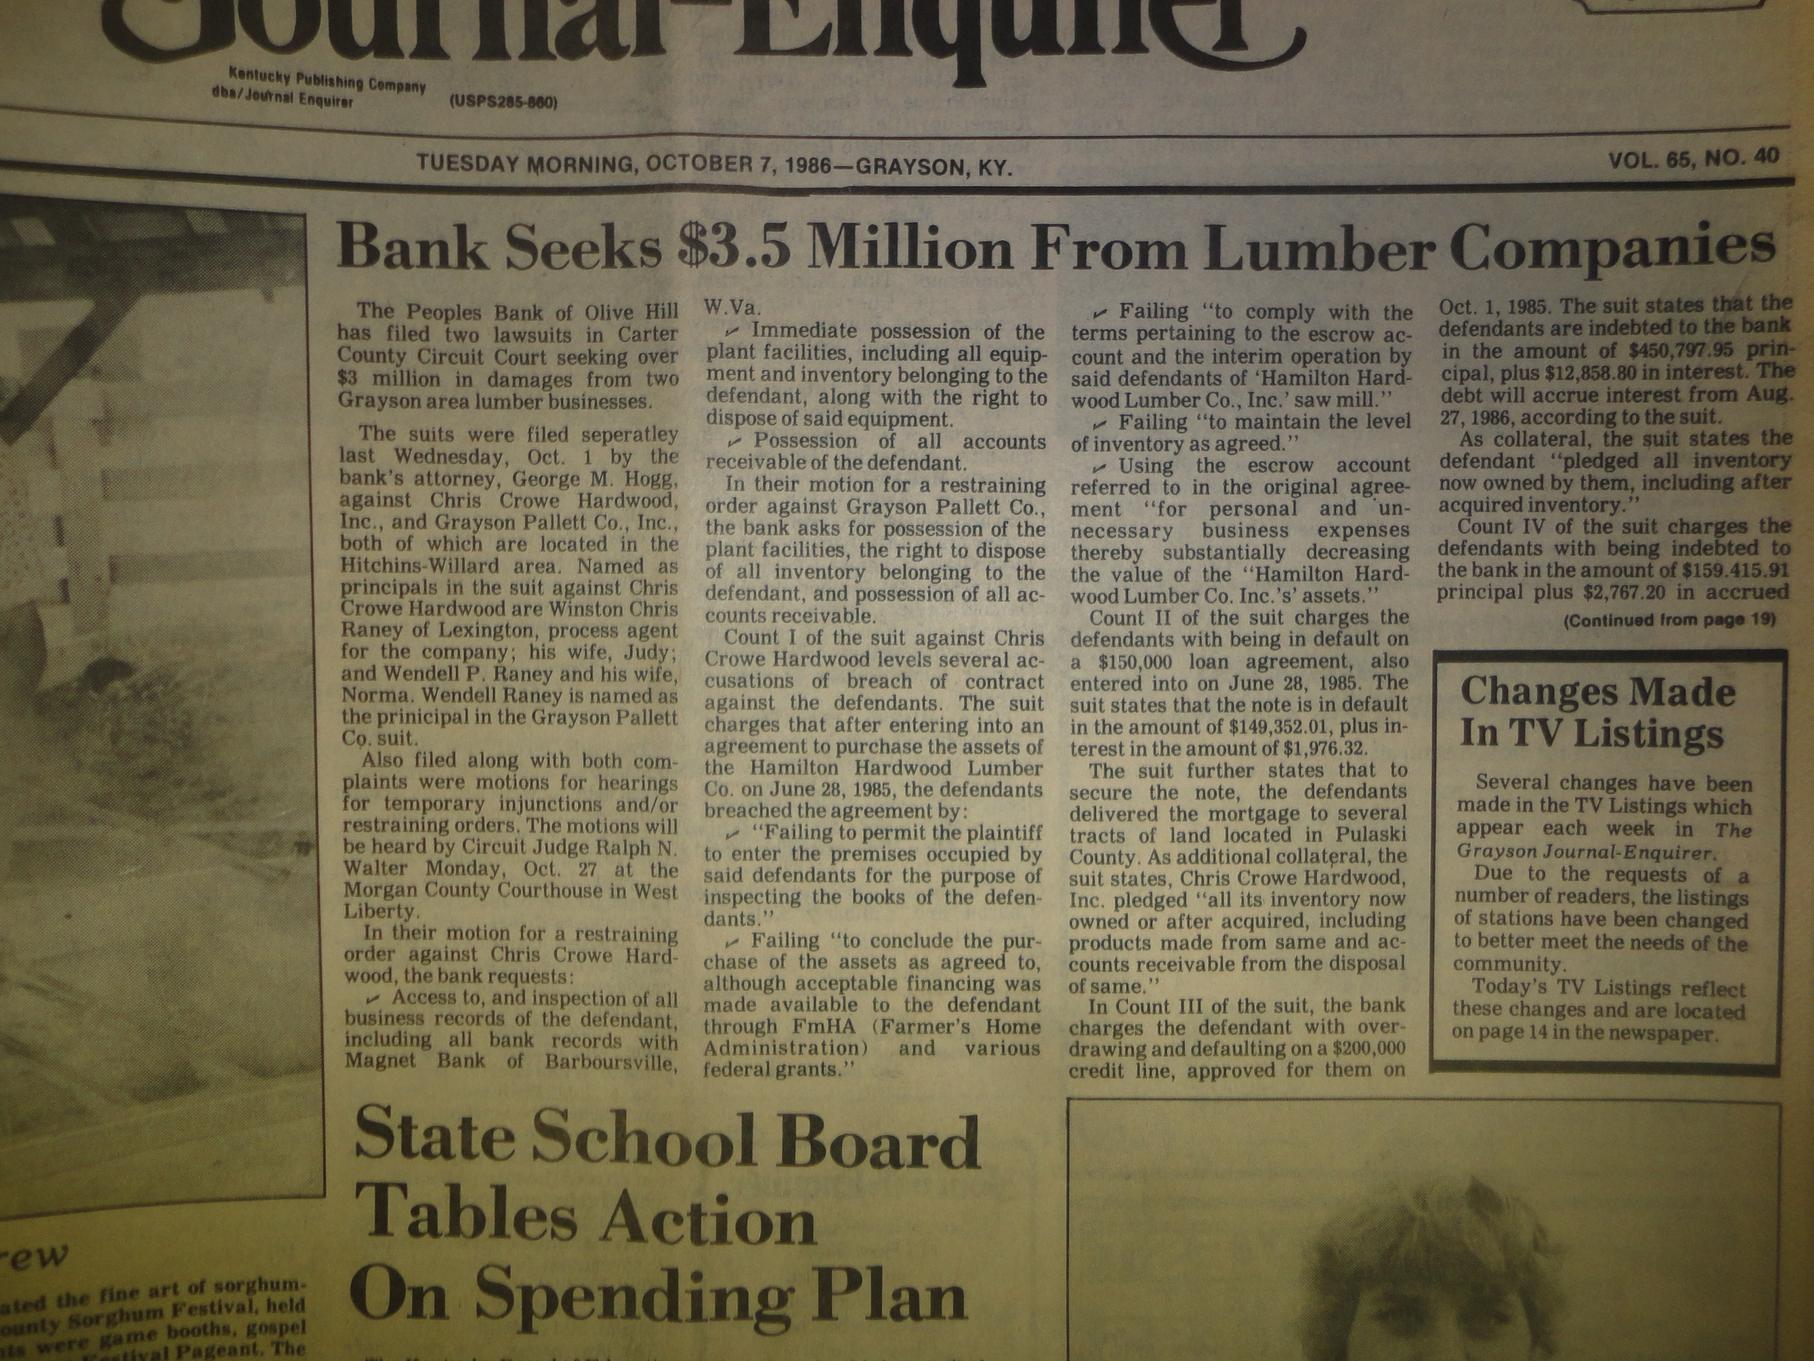 Journal-Enquirer
Kentucky Publishing Company
dba/Journal Enquirer
(USPS285-860)
TUESDAY MORNING, OCTOBER 7, 1986—GRAYSON, KY.
VOL. 65, NO. 40
Bank Seeks $3.5 Million From Lumber Companies
The Peoples Bank of Olive Hill
has filed two lawsuits in Carter
County Circuit Court seeking over
$3 million in damages from two
Grayson area lumber businesses.
The suits were filed seperatley
last Wednesday, Oct. 1 by the
bank's attorney, George M. Hogg,
against Chris Crowe Hardwood,
Inc., and Grayson Pallett Co., Inc.,
both of which are located in the
Hitchins-Willard area. Named as
principals in the suit against Chris
Crowe Hardwood are Winston Chris
Raney of Lexington, process agent
for the company; his wife, Judy;
and Wendell P. Raney and his wife,
Norma. Wendell Raney is named as
the prinicipal in the Grayson Pallett
Co. suit.
Also filed along with both com-
plaints were motions for hearings
for temporary injunctions and/or
restraining orders. The motions will
be heard by Circuit Judge Ralph N.
Walter Monday, Oct. 27 at the
Morgan County Courthouse in West
Liberty.
In their motion for a restraining
order against Chris Crowe Hard-
wood, the bank requests:
✓ Access to, and inspection of all
business records of the defendant,
including all bank records with
Magnet Bank of Barboursville,
W.Va.
✓ Immediate possession of the
plant facilities, including all equip-
ment and inventory belonging to the
defendant, along with the right to
dispose of said equipment.
✓ Possession of all accounts
receivable of the defendant.
In their motion for a restraining
order against Grayson Pallett Co.,
the bank asks for possession of the
plant facilities, the right to dispose
of all inventory belonging to the
defendant, and possession of all ac-
counts receivable.
Count I of the suit against Chris
Crowe Hardwood levels several ac-
cusations of breach of contract
against the defendants. The suit
charges that after entering into an
agreement to purchase the assets of
the Hamilton Hardwood Lumber
Co. on June 28, 1985, the defendants
breached the agreement by:
✓ "Failing to permit the plaintiff
to enter the premises occupied by
said defendants for the purpose of
inspecting the books of the defen-
dants."
✓ Failing "to conclude the pur-
chase of the assets as agreed to,
although acceptable financing was
made available to the defendant
through FmHA (Farmer's Home
Administration) and various
federal grants."
✓ Failing "to comply with the
terms pertaining to the escrow ac-
count and the interim operation by
said defendants of 'Hamilton Hard-
wood Lumber Co., Inc.' saw mill."
✓ Failing "to maintain the level
of inventory as agreed."
✓ Using the escrow account
referred to in the original agree-
ment "for personal and un-
necessary business expenses
thereby substantially decreasing
the value of the "Hamilton Hard-
wood Lumber Co. Inc.'s' assets."
Count II of the suit charges the
defendants with being in default on
a $150,000 loan agreement, also
entered into on June 28, 1985. The
suit states that the note is in default
in the amount of $149,352.01, plus in-
terest in the amount of $1,976.32.
The suit further states that to
secure the note, the defendants
delivered the mortgage to several
tracts of land located in Pulaski
County. As additional collateral, the
suit states, Chris Crowe Hardwood,
Inc. pledged "all its inventory now
owned or after acquired, including
products made from same and ac-
counts receivable from the disposal
of same."
In Count III of the suit, the bank
charges the defendant with over-
drawing and defaulting on a $200,000
credit line, approved for them on
Oct. 1, 1985. The suit states that the
defendants are indebted to the bank
in the amount of $450,797.95 prin-
cipal, plus $12,858.80 in interest. The
debt will accrue interest from Aug.
27, 1986, according to the suit.
As collateral, the suit states the
defendant "pledged all inventory
now owned by them, including after
acquired inventory."
Count IV of the suit charges the
defendants with being indebted to
the bank in the amount of $159.415.91
principal plus $2,767.20 in accrued
(Continued from page 19)
Changes Made
In TV Listings
Several changes have been
made in the TV Listings which
appear each week in The
Grayson Journal-Enquirer.
Due to the requests of a
number of readers, the listings
of stations have been changed
to better meet the needs of the
community.
Today's TV Listings reflect
these changes and are located
on page 14 in the newspaper.
State School Board
Tables Action
On Spending Plan
rew
ated the fine art of sorghum-
ounty Sorghum Festival, held
were game booths, gospel
Pageant. The